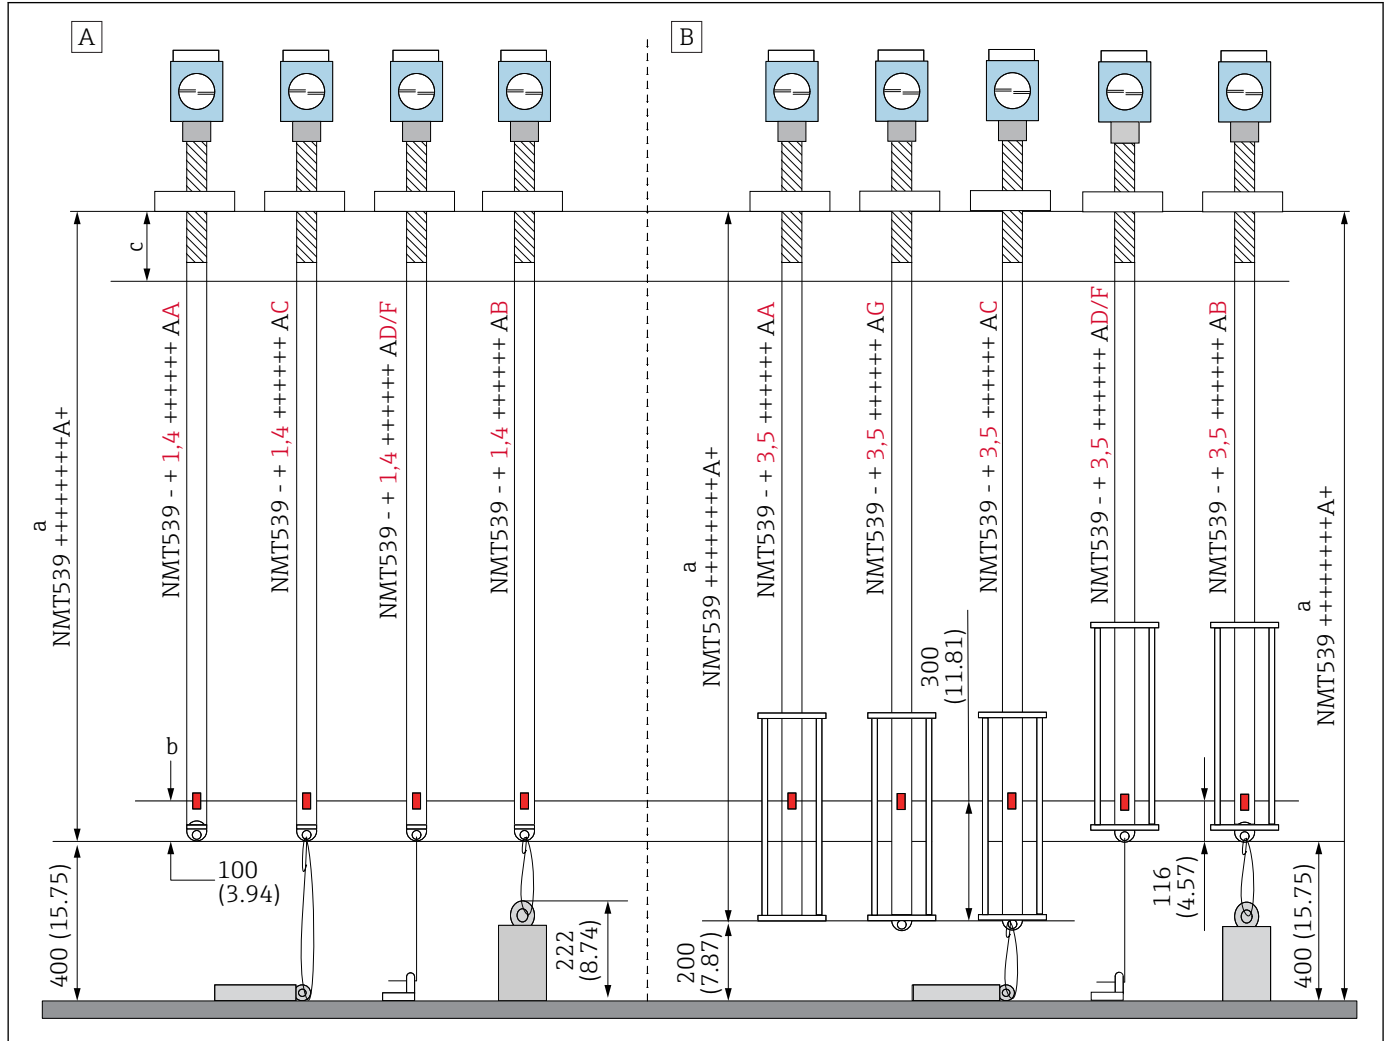 A
B
c
NMT539 - + 1,4 ++++++ AA
NMT539 - + 1,4 ++++++ AC
NMT539 - + 1,4 ++++++ AD/F
NMT539 - + 1,4 ++++++ AB
NMT539 - + 3,5 ++++++ AA
NMT539 - + 3,5 ++++++ AG
NMT539 - + 3,5 ++++++ AC
NMT539 - + 3,5 ++++++ AD/F
NMT539 - + 3,5 ++++++ AB
a
NMT539 ++++++++A+
a
NMT539 ++++++++A+
a
NMT539 ++++++++A+
300
(11.81)
b
100
(3.94)
400 (15.75)
222
(8.74)
200
(7.87)
116
(4.57)
400 (15.75)